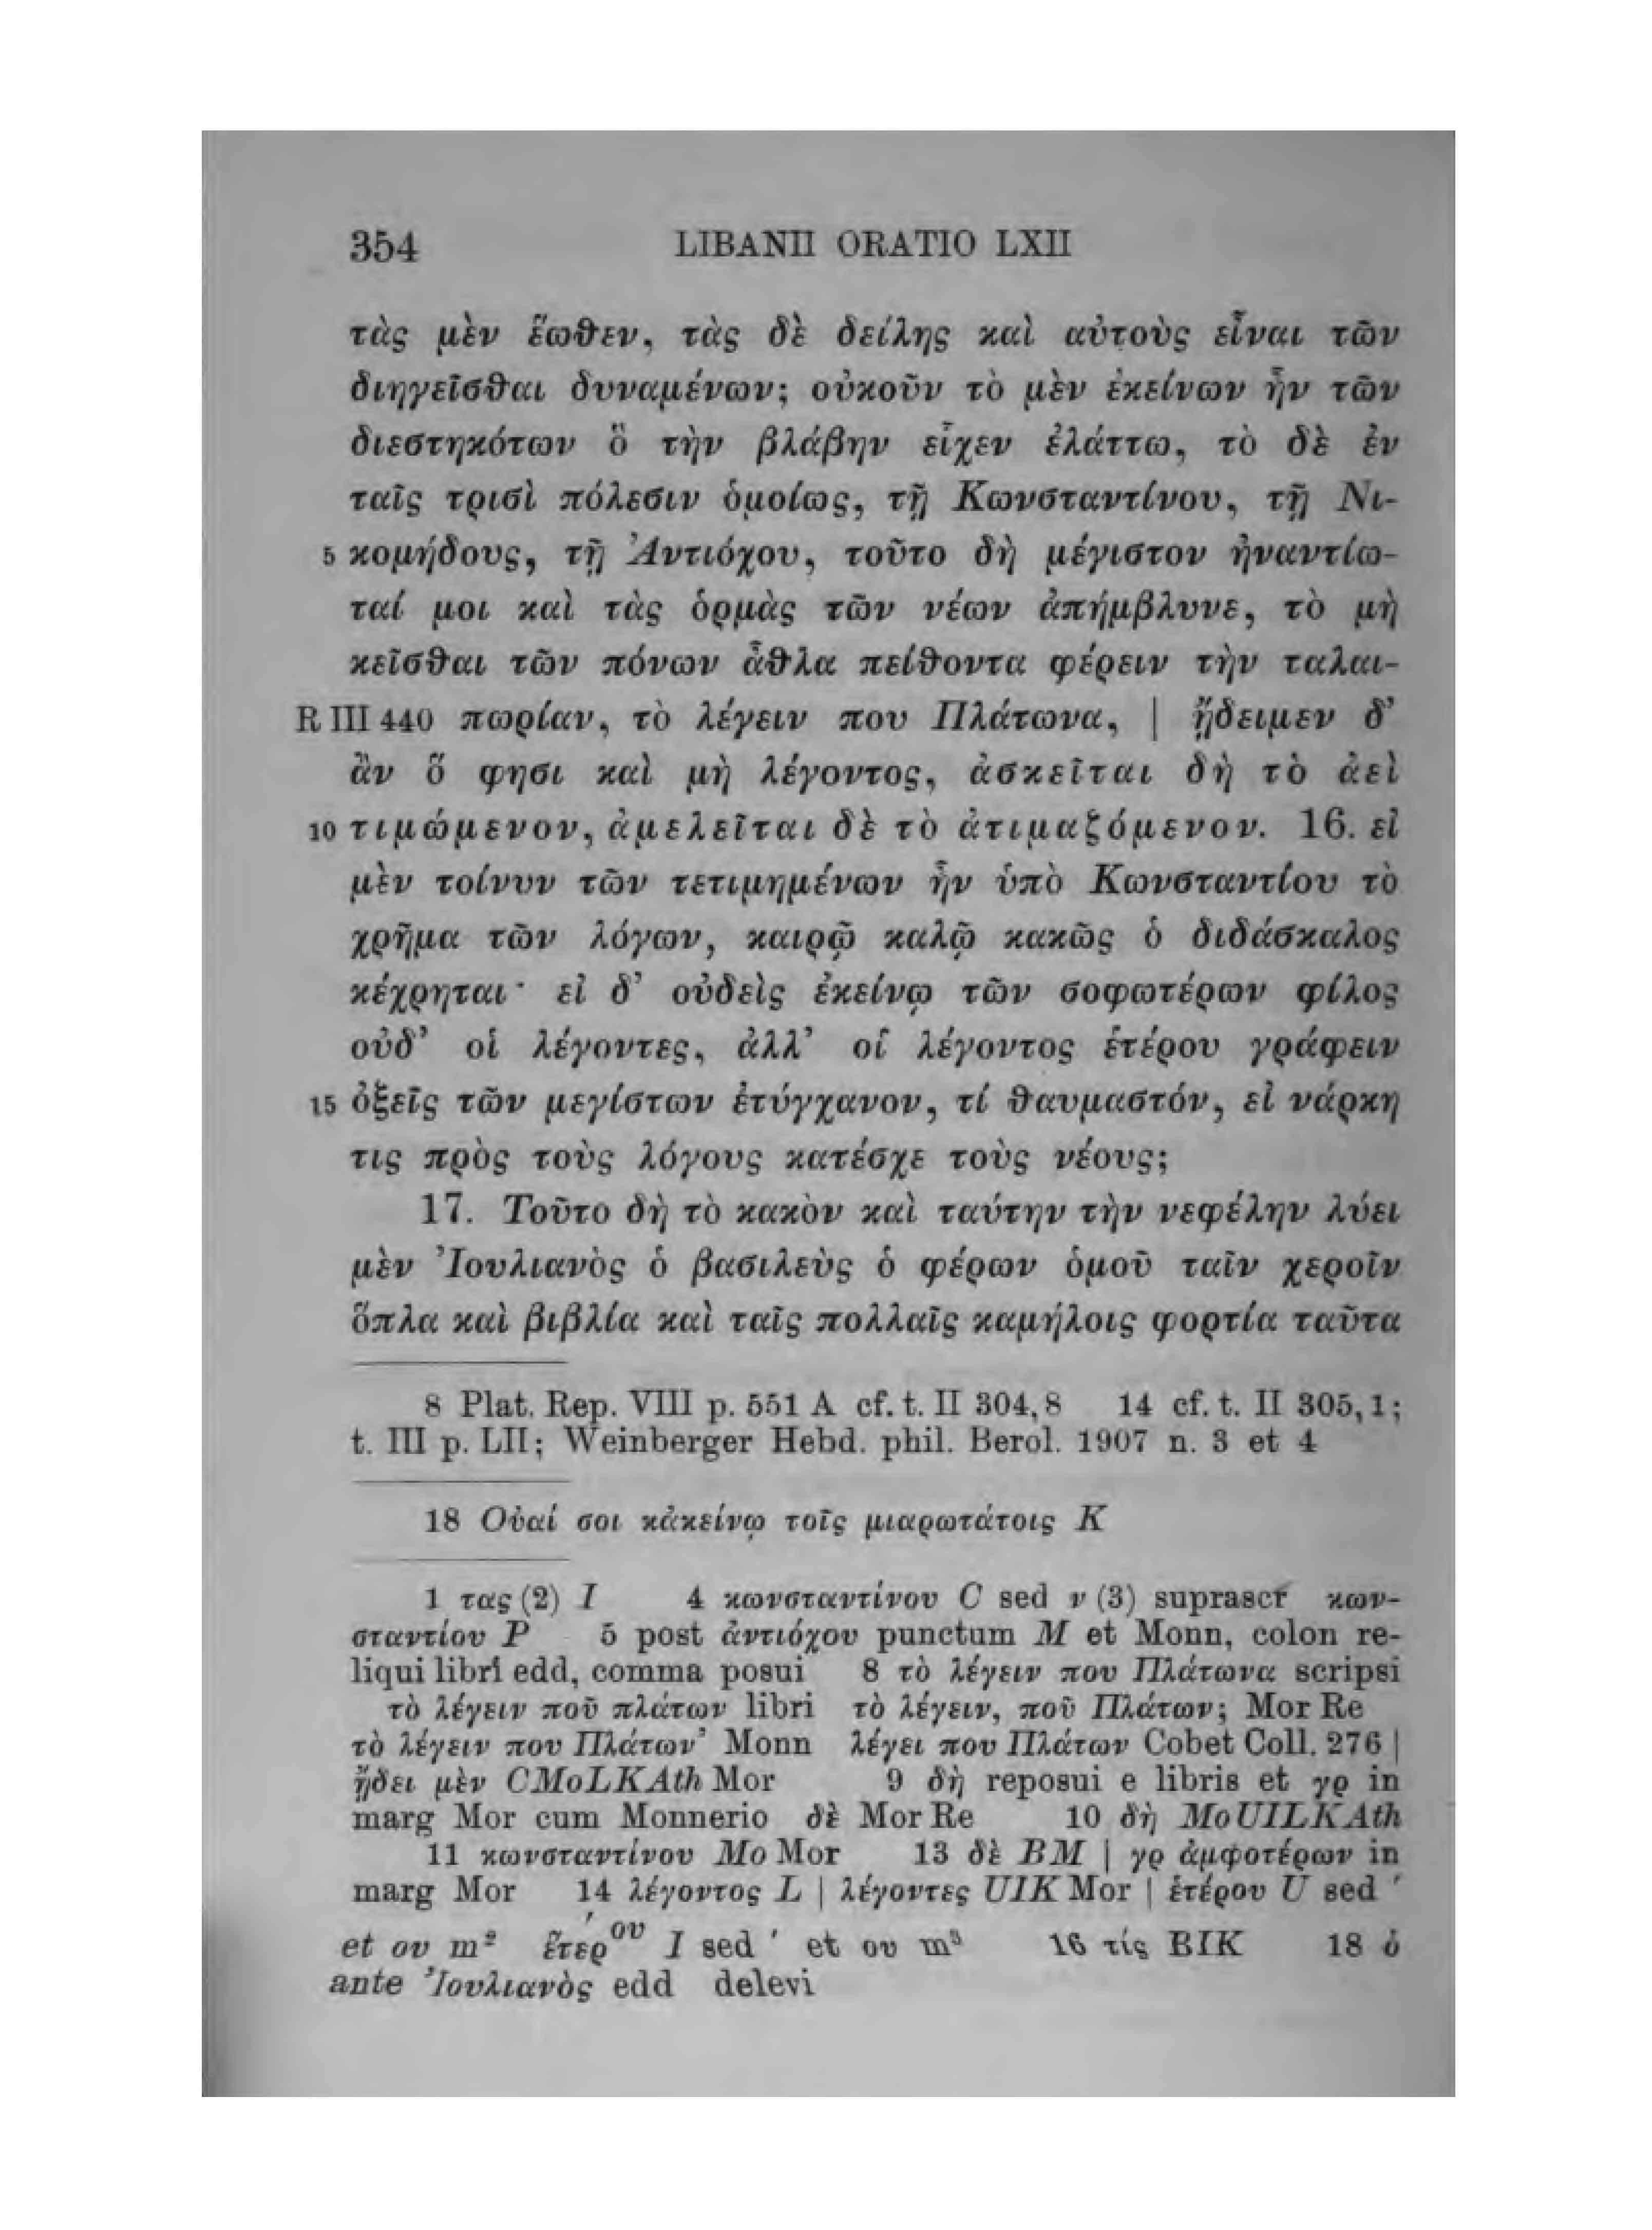 354 LIBANII ORATIO LXII
τὰς μὲν ἕωθεν, τὰς δὲ δείλης καὶ αὐτοὺς εἶναι τῶν
διηγεῖσθαι δυναμένων; οὐκοῦν τὸ μὲν ἐκείνων ἦν τῶν
διεστηκότων ὃ τὴν βλάβην εἶχεν ἐλάττω, τὸ δὲ ἐν
ταῖς τρισὶ πόλεσιν ὁμοίως, τῇ Κωνσταντίνου, τῇ Νι-
5 κομήδους, τῇ Ἀντιόχου, τοῦτο δὴ μέγιστον ἠναντίω-
ταί μοι καὶ τὰς ὁρμὰς τῶν νέων ἀπήμβλυνε, τὸ μὴ
κεῖσθαι τῶν πόνων ἆθλα πείθοντα φέρειν τὴν ταλαι-
R III 440 πωρίαν, τὸ λέγειν που Πλάτωνα, | ᾔδειμεν δ’
ἂν ὅ φησι καὶ μὴ λέγοντος, ἀσκεῖται δὴ τὸ ἀεὶ
10 τιμώμενον, ἀμελεῖται δὲ τὸ ἀτιμαζόμενον. 16. εἰ
μὲν τοίνυν τῶν τετιμημένων ἦν ὑπὸ Κωνσταντίου τὸ
χρῆμα τῶν λόγων, καιρῷ καλῷ κακῶς ὁ διδάσκαλος
κέχρηται· εἰ δ’ οὐδεὶς ἐκείνῳ τῶν σοφωτέρων φίλος
οὐδ’ οἱ λέγοντες, ἀλλ’ οἱ λέγοντος ἑτέρου γράφειν
15 ὀξεῖς τῶν μεγίστων ἐτύγχανον, τί θαυμαστόν, εἰ νάρκη
τις πρὸς τοὺς λόγους κατέσχε τοὺς νέους;
17. Τοῦτο δὴ τὸ κακὸν καὶ ταύτην τὴν νεφέλην λύει
μὲν Ἰουλιανὸς ὁ βασιλεὺς ὁ φέρων ὁμοῦ ταῖν χεροῖν
ὅπλα καὶ βιβλία καὶ ταῖς πολλαῖς καμήλοις φορτία ταῦτα
8 Plat. Rep. VIII p. 551 A cf. t. II 304, 8 14 cf. t. II 305, 1;
t. III p. LII; Weinberger Hebd. phil. Berol. 1907 n. 3 et 4
18 Οὐαί σοι κἀκείνῳ τοῖς μιαρωτάτοις K
1 τας (2) I 4 κωνσταντίνου C sed ν (3) suprascr κων-
σταντίου P 5 post ἀντιόχου punctum M et Monn, colon re-
liqui libri edd, comma posui 8 τὸ λέγειν που Πλάτωνα scripsi
τὸ λέγειν ποῦ πλάτων libri τὸ λέγειν, ποῦ Πλάτων; Mor Re
τὸ λέγειν που Πλάτων’ Monn λέγει που Πλάτων Cobet Coll. 276 |
ᾔδει μὲν CMoLKAth Mor 9 δὴ reposui e libris et γρ in
marg Mor cum Monnerio δὲ Mor Re 10 δὴ MoUILKAth
11 κωνσταντίνου Mo Mor 13 δὲ BM | γρ ἀμφοτέρων in
marg Mor 14 λέγοντος L | λέγοντες UIK Mor | ἑτέρου U sed ΄
et ου m² ἕτερ΄ου I sed ΄ et ου m³ 16 τίς BIK 18 ὁ
ante Ἰουλιανὸς edd delevi